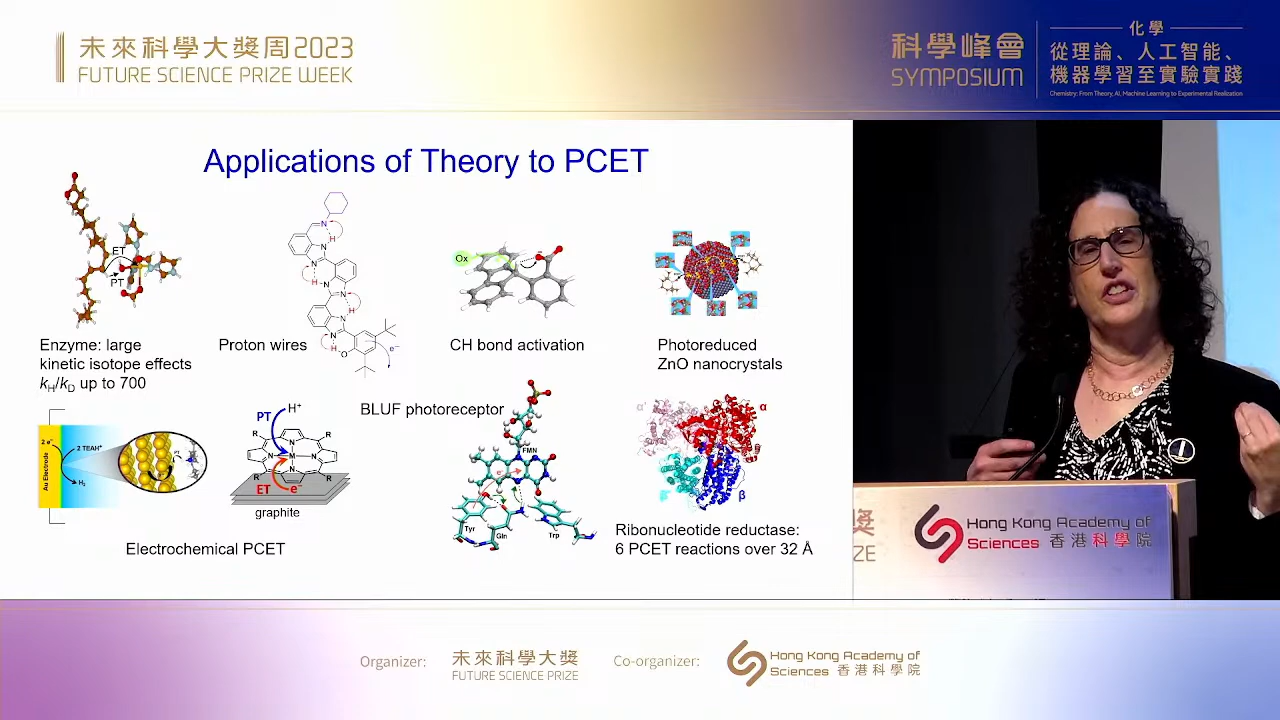 未來科學大獎周2023
FUTURE SCIENCE PRIZE WEEK
科學峰會
SYMPOSIUM
化學
從理論、人工智能、
機器學習至實驗實踐
Chemistry: From Theory, AI, Machine Learning to Experimental Realization
Applications of Theory to PCET
ET
PT
Enzyme: large
kinetic isotope effects
kH/kD up to 700
N
H
N
H
N
N
H
N
H
O
e−
Proton wires
Ox
CH bond activation
Photoreduced
ZnO nanocrystals
Au Electrode
2 e−
2 TEAH+
H2
PT
H+
R
R
R
R
M
ET
e−
graphite
Electrochemical PCET
BLUF photoreceptor
FMN
Tyr
Gln
Trp
α'
α
β
Ribonucleotide reductase:
6 PCET reactions over 32 Å
獎
ZE
Hong Kong Academy of
Sciences 香港科學院
Organizer:
未來科學大獎
FUTURE SCIENCE PRIZE
Co-organizer:
Hong Kong Academy of
Sciences 香港科學院